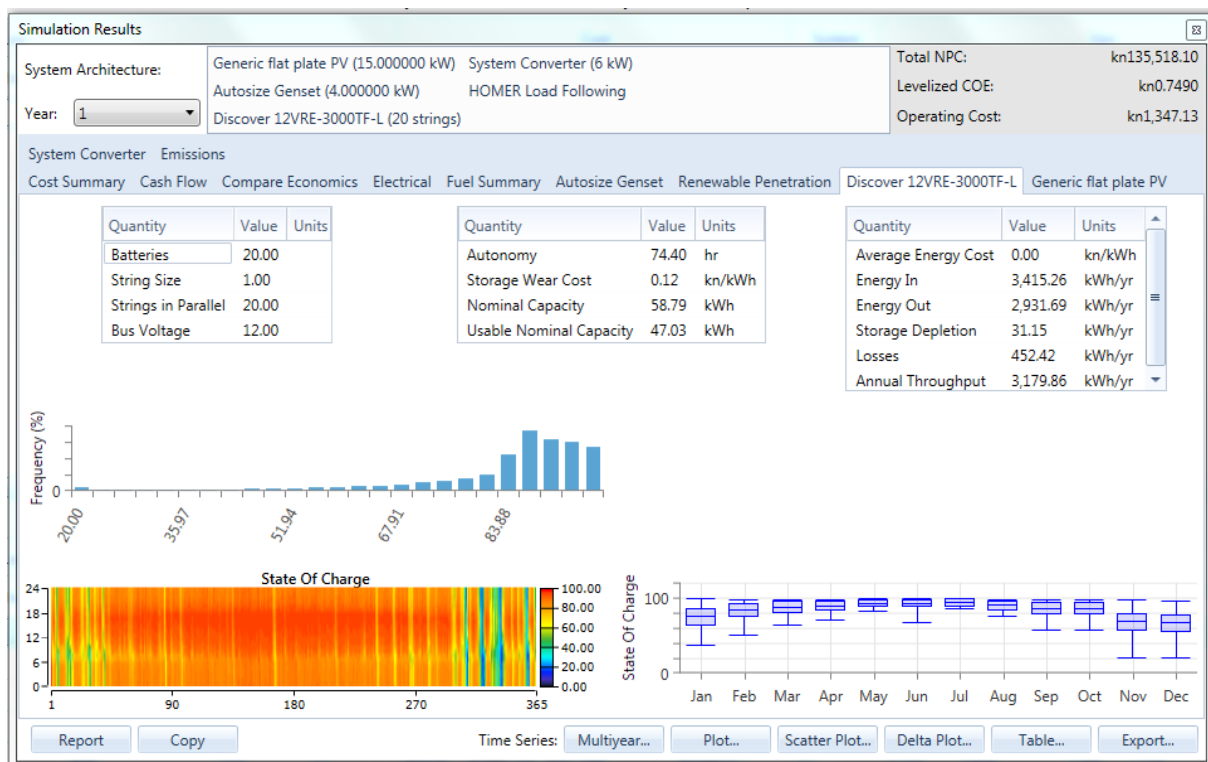 Simulation Results
System Architecture:
Generic flat plate PV (15.000000 kW) System Converter (6 kW)
Autosize Genset (4.000000 kW) HOMER Load Following
Discover 12VRE-3000TF-L (20 strings)
Year: 1
Total NPC: kn135,518.10
Levelized COE: kn0.7490
Operating Cost: kn1,347.13
System Converter Emissions
Cost Summary Cash Flow Compare Economics Electrical Fuel Summary Autosize Genset Renewable Penetration Discover 12VRE-3000TF-L Generic flat plate PV
Quantity Value Units
Batteries 20.00
String Size 1.00
Strings in Parallel 20.00
Bus Voltage 12.00
Quantity Value Units
Autonomy 74.40 hr
Storage Wear Cost 0.12 kn/kWh
Nominal Capacity 58.79 kWh
Usable Nominal Capacity 47.03 kWh
Quantity Value Units
Average Energy Cost 0.00 kn/kWh
Energy In 3,415.26 kWh/yr
Energy Out 2,931.69 kWh/yr
Storage Depletion 31.15 kWh/yr
Losses 452.42 kWh/yr
Annual Throughput 3,179.86 kWh/yr
Frequency (%)
0
20.00 35.97 51.94 67.91 83.88
State Of Charge
24
18
12
6
0
1 90 180 270 365
100.00
80.00
60.00
40.00
20.00
0.00
State Of Charge
100
0
Jan Feb Mar Apr May Jun Jul Aug Sep Oct Nov Dec
Report Copy Time Series: Multiyear... Plot... Scatter Plot... Delta Plot... Table... Export...